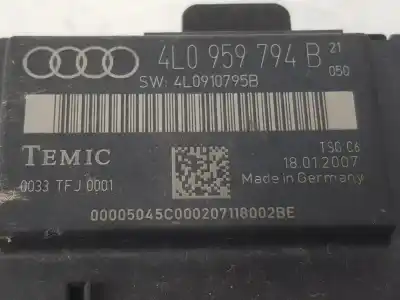 4L0 959 794 B 21
050
SW: 4L0910795B
TEMIC
TSG C6
18.01.2007
0033 TFJ 0001
Made in Germany
00005045C000207118002BE